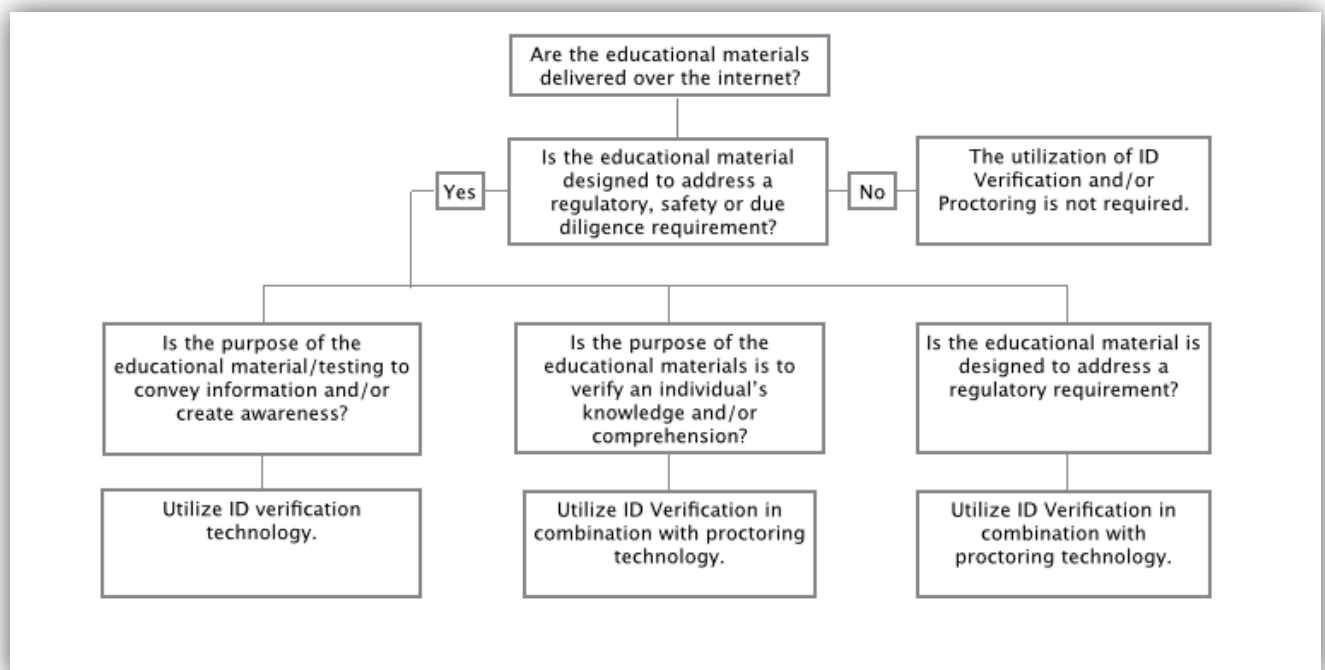 Are the educational materials
delivered over the internet?
Is the educational material
designed to address a
regulatory, safety or due
diligence requirement?
Yes
No
The utilization of ID
Verification and/or
Proctoring is not required.
Is the purpose of the
educational material/testing to
convey information and/or
create awareness?
Is the purpose of the
educational materials is to
verify an individual’s
knowledge and/or
comprehension?
Is the educational material is
designed to address a
regulatory requirement?
Utilize ID verification
technology.
Utilize ID Verification in
combination with proctoring
technology.
Utilize ID Verification in
combination with
proctoring technology.